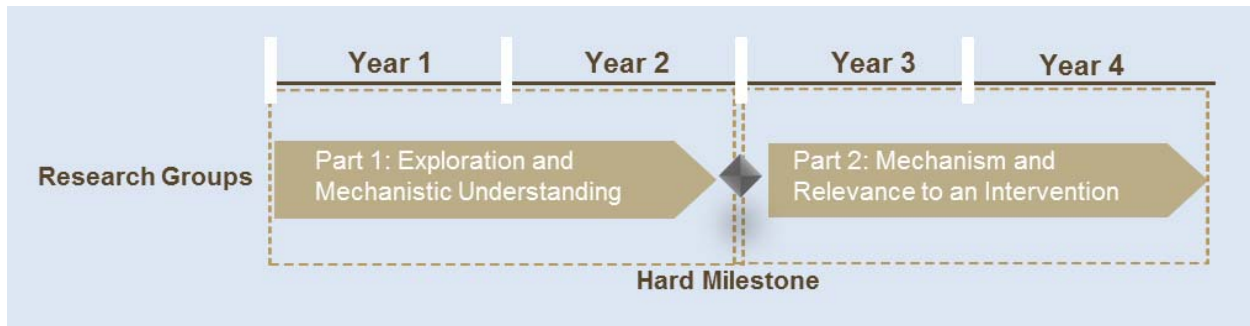 Year 1
Year 2
Year 3
Year 4
Research Groups
Part 1: Exploration and
Mechanistic Understanding
Part 2: Mechanism and
Relevance to an Intervention
Hard Milestone